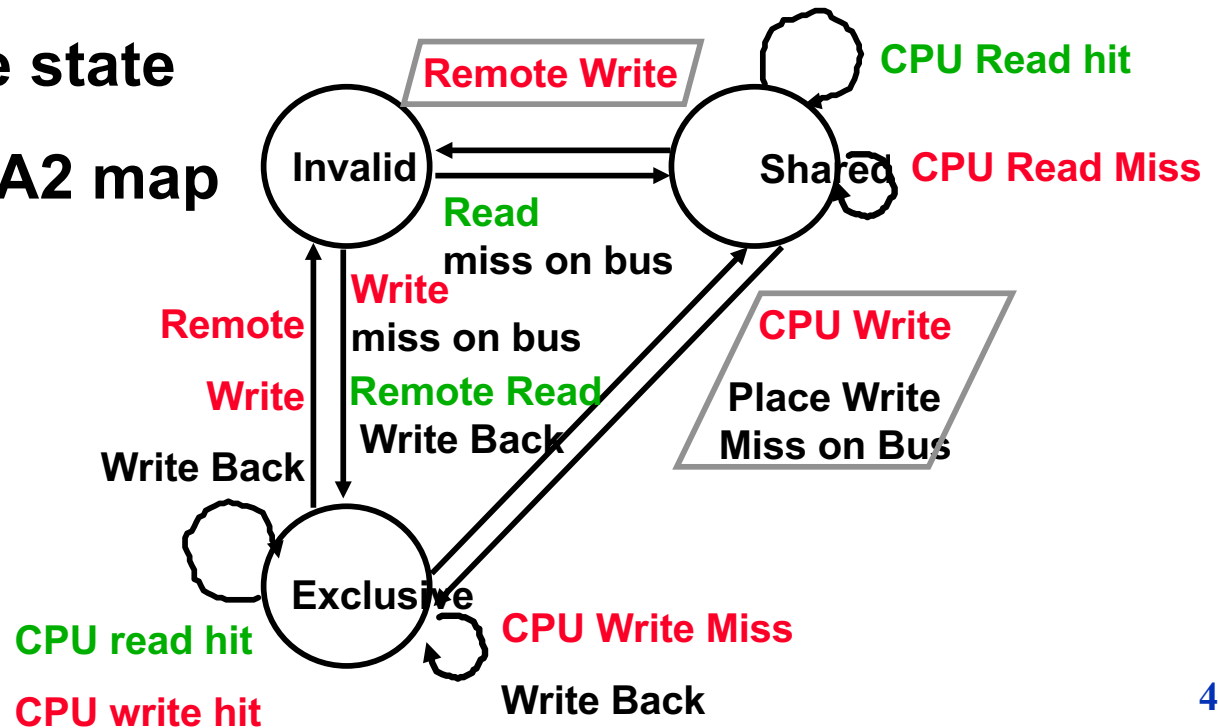 e state
A2 map
Remote Write
CPU Read hit
Invalid
Shared
CPU Read Miss
Read
miss on bus
Write
miss on bus
Remote
Write
Write Back
Remote Read
Write Back
CPU Write
Place Write
Miss on Bus
Exclusive
CPU read hit
CPU write hit
CPU Write Miss
Write Back
4